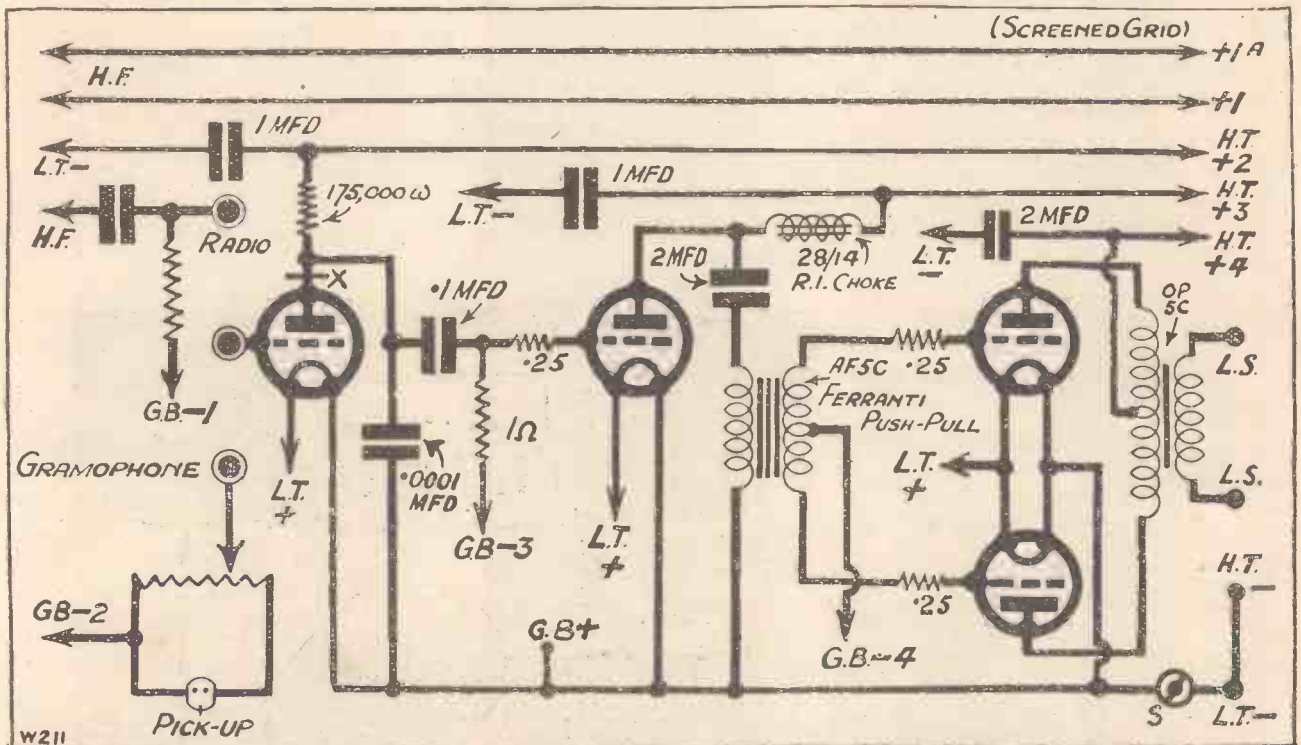 (SCREENED GRID)
+1A
H.F.
+1
1 MFD
L.T.-
H.T.
+2
175,000 ω
1 MFD
L.T.-
H.T.
+3
H.F.
RADIO
2 MFD
L.T.
-
H.T.
+4
2 MFD
28/14
R.I. CHOKE
X
·1 MFD
OP
5C
·25
·25
L.S.
AF5C
FERRANTI
PUSH-PULL
G.B.-1
1Ω
GRAMOPHONE
L.T.
+
·0001
MFD
L.T.
+
L.S.
G.B-3
L.T.
+
H.T.
-
·25
GB-2
G.B+
G.B.-4
S
L.T.-
PICK-UP
W211